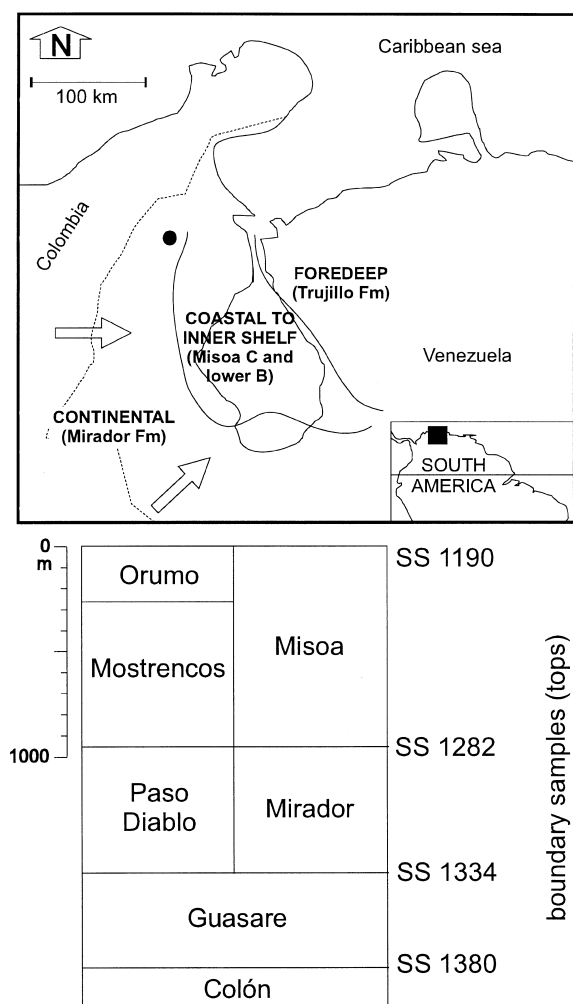 N
100 km
Caribbean sea
Colombia
FOREDEEP
(Trujillo Fm)
COASTAL TO
INNER SHELF
(Misoa C and
lower B)
Venezuela
CONTINENTAL
(Mirador Fm)
SOUTH
AMERICA
0
m
1000
Orumo
Mostrencos
Misoa
Paso
Diablo
Mirador
Guasare
Colón
SS 1190
SS 1282
SS 1334
SS 1380
boundary samples (tops)